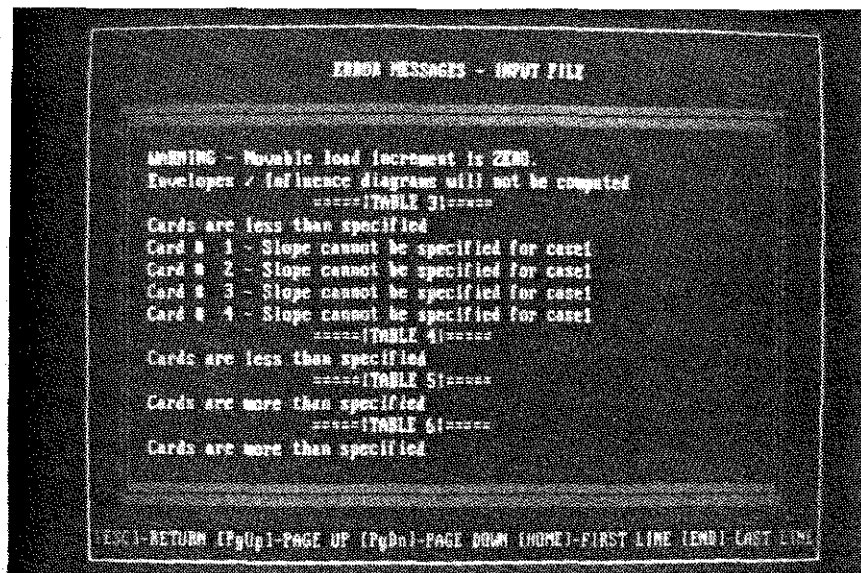 ERROR MESSAGES - INPUT FILE
WARNING - Movable load increment is ZERO.
Envelopes / Influence diagrams will not be computed
=====[TABLE 3]=====
Cards are less than specified
Card # 1 - Slope cannot be specified for case1
Card # 2 - Slope cannot be specified for case1
Card # 3 - Slope cannot be specified for case1
Card # 4 - Slope cannot be specified for case1
=====[TABLE 4]=====
Cards are less than specified
=====[TABLE 5]=====
Cards are more than specified
=====[TABLE 6]=====
Cards are more than specified
[ESC]-RETURN [PgUp]-PAGE UP [PgDn]-PAGE DOWN [HOME]-FIRST LINE [END]-LAST LINE